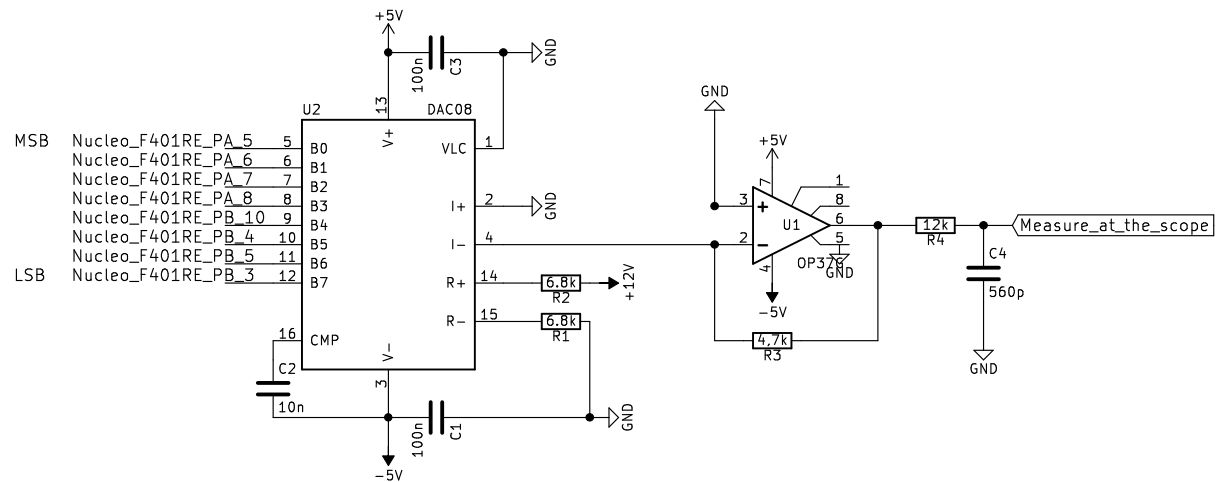 +5V
100n
C3
GND
13
U2
DAC08
V+
MSB
Nucleo_F401RE_PA_5
5
B0
VLC
1
Nucleo_F401RE_PA_6
6
B1
Nucleo_F401RE_PA_7
7
B2
Nucleo_F401RE_PA_8
8
B3
I+
2
GND
Nucleo_F401RE_PB_10
9
B4
Nucleo_F401RE_PB_4
10
B5
I-
4
Nucleo_F401RE_PB_5
11
B6
LSB
Nucleo_F401RE_PB_3
12
B7
R+
14
6.8k
R2
+12V
R-
15
6.8k
R1
16
CMP
V-
3
C2
10n
100n
C1
GND
-5V
GND
+5V
7
1
3
+
8
U1
6
2
-
5
4
GND
-5V
4,7k
R3
12k
R4
Measure_at_the_scope
C4
560p
GND